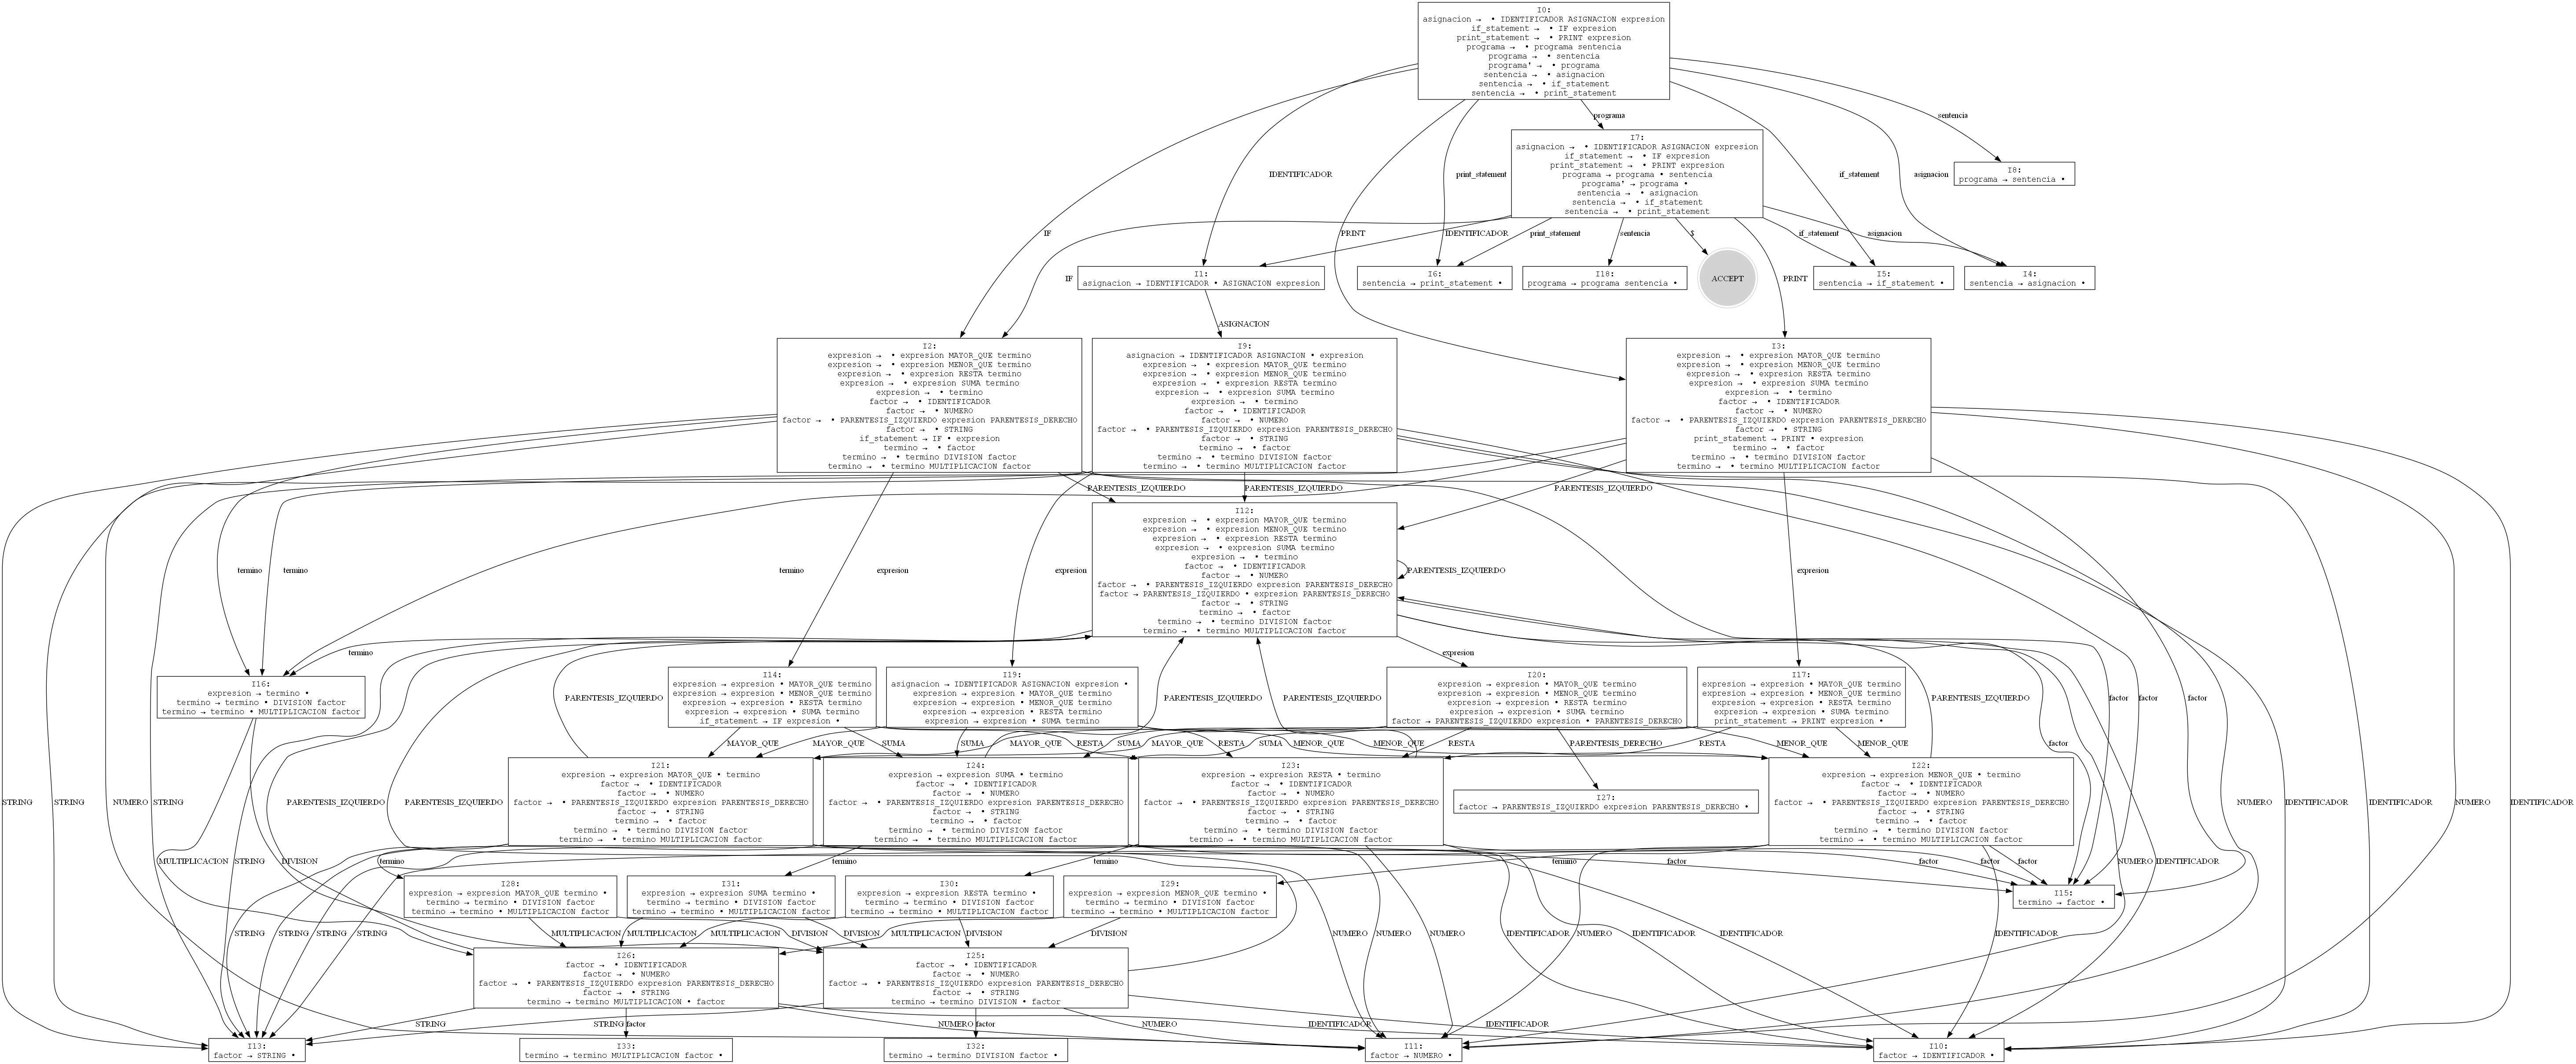 I0:
asignacion → • IDENTIFICADOR ASIGNACION expresion
if_statement → • IF expresion
print_statement → • PRINT expresion
programa → • programa sentencia
programa → • sentencia
programa' → • programa
sentencia → • asignacion
sentencia → • if_statement
sentencia → • print_statement
programa
sentencia
I7:
asignacion → • IDENTIFICADOR ASIGNACION expresion
if_statement → • IF expresion
print_statement → • PRINT expresion
programa → programa • sentencia
programa' → programa •
sentencia → • asignacion
sentencia → • if_statement
sentencia → • print_statement
IDENTIFICADOR
print_statement
if_statement
asignacion
I8:
programa → sentencia •
IF
PRINT
IDENTIFICADOR
print_statement
sentencia
$
if_statement
asignacion
IF
PRINT
I1:
asignacion → IDENTIFICADOR • ASIGNACION expresion
I6:
sentencia → print_statement •
I18:
programa → programa sentencia •
ACCEPT
I5:
sentencia → if_statement •
I4:
sentencia → asignacion •
ASIGNACION
I2:
expresion → • expresion MAYOR_QUE termino
expresion → • expresion MENOR_QUE termino
expresion → • expresion RESTA termino
expresion → • expresion SUMA termino
expresion → • termino
factor → • IDENTIFICADOR
factor → • NUMERO
factor → • PARENTESIS_IZQUIERDO expresion PARENTESIS_DERECHO
factor → • STRING
if_statement → IF • expresion
termino → • factor
termino → • termino DIVISION factor
termino → • termino MULTIPLICACION factor
I9:
asignacion → IDENTIFICADOR ASIGNACION • expresion
expresion → • expresion MAYOR_QUE termino
expresion → • expresion MENOR_QUE termino
expresion → • expresion RESTA termino
expresion → • expresion SUMA termino
expresion → • termino
factor → • IDENTIFICADOR
factor → • NUMERO
factor → • PARENTESIS_IZQUIERDO expresion PARENTESIS_DERECHO
factor → • STRING
termino → • factor
termino → • termino DIVISION factor
termino → • termino MULTIPLICACION factor
I3:
expresion → • expresion MAYOR_QUE termino
expresion → • expresion MENOR_QUE termino
expresion → • expresion RESTA termino
expresion → • expresion SUMA termino
expresion → • termino
factor → • IDENTIFICADOR
factor → • NUMERO
factor → • PARENTESIS_IZQUIERDO expresion PARENTESIS_DERECHO
factor → • STRING
print_statement → PRINT • expresion
termino → • factor
termino → • termino DIVISION factor
termino → • termino MULTIPLICACION factor
PARENTESIS_IZQUIERDO
PARENTESIS_IZQUIERDO
PARENTESIS_IZQUIERDO
I12:
expresion → • expresion MAYOR_QUE termino
expresion → • expresion MENOR_QUE termino
expresion → • expresion RESTA termino
expresion → • expresion SUMA termino
expresion → • termino
factor → • IDENTIFICADOR
factor → • NUMERO
factor → • PARENTESIS_IZQUIERDO expresion PARENTESIS_DERECHO
factor → PARENTESIS_IZQUIERDO • expresion PARENTESIS_DERECHO
factor → • STRING
termino → • factor
termino → • termino DIVISION factor
termino → • termino MULTIPLICACION factor
termino
termino
termino
expresion
expresion
PARENTESIS_IZQUIERDO
expresion
termino
expresion
I16:
expresion → termino •
termino → termino • DIVISION factor
termino → termino • MULTIPLICACION factor
I14:
expresion → expresion • MAYOR_QUE termino
expresion → expresion • MENOR_QUE termino
expresion → expresion • RESTA termino
expresion → expresion • SUMA termino
if_statement → IF expresion •
I19:
asignacion → IDENTIFICADOR ASIGNACION expresion •
expresion → expresion • MAYOR_QUE termino
expresion → expresion • MENOR_QUE termino
expresion → expresion • RESTA termino
expresion → expresion • SUMA termino
I20:
expresion → expresion • MAYOR_QUE termino
expresion → expresion • MENOR_QUE termino
expresion → expresion • RESTA termino
expresion → expresion • SUMA termino
factor → PARENTESIS_IZQUIERDO expresion • PARENTESIS_DERECHO
I17:
expresion → expresion • MAYOR_QUE termino
expresion → expresion • MENOR_QUE termino
expresion → expresion • RESTA termino
expresion → expresion • SUMA termino
print_statement → PRINT expresion •
PARENTESIS_IZQUIERDO
PARENTESIS_IZQUIERDO
PARENTESIS_IZQUIERDO
PARENTESIS_IZQUIERDO
factor
factor
factor
MAYOR_QUE
MAYOR_QUE
SUMA
SUMA
MAYOR_QUE
RESTA
SUMA
MAYOR_QUE
RESTA
SUMA
MENOR_QUE
MENOR_QUE
RESTA
PARENTESIS_DERECHO
MENOR_QUE
RESTA
MENOR_QUE
factor
I21:
expresion → expresion MAYOR_QUE • termino
factor → • IDENTIFICADOR
factor → • NUMERO
factor → • PARENTESIS_IZQUIERDO expresion PARENTESIS_DERECHO
factor → • STRING
termino → • factor
termino → • termino DIVISION factor
termino → • termino MULTIPLICACION factor
I24:
expresion → expresion SUMA • termino
factor → • IDENTIFICADOR
factor → • NUMERO
factor → • PARENTESIS_IZQUIERDO expresion PARENTESIS_DERECHO
factor → • STRING
termino → • factor
termino → • termino DIVISION factor
termino → • termino MULTIPLICACION factor
I23:
expresion → expresion RESTA • termino
factor → • IDENTIFICADOR
factor → • NUMERO
factor → • PARENTESIS_IZQUIERDO expresion PARENTESIS_DERECHO
factor → • STRING
termino → • factor
termino → • termino DIVISION factor
termino → • termino MULTIPLICACION factor
I27:
factor → PARENTESIS_IZQUIERDO expresion PARENTESIS_DERECHO •
I22:
expresion → expresion MENOR_QUE • termino
factor → • IDENTIFICADOR
factor → • NUMERO
factor → • PARENTESIS_IZQUIERDO expresion PARENTESIS_DERECHO
factor → • STRING
termino → • factor
termino → • termino DIVISION factor
termino → • termino MULTIPLICACION factor
STRING
STRING
NUMERO
STRING
PARENTESIS_IZQUIERDO
PARENTESIS_IZQUIERDO
NUMERO
IDENTIFICADOR
IDENTIFICADOR
NUMERO
IDENTIFICADOR
MULTIPLICACION
STRING
DIVISION
termino
termino
termino
termino
factor
factor
factor
NUMERO
IDENTIFICADOR
I28:
expresion → expresion MAYOR_QUE termino •
termino → termino • DIVISION factor
termino → termino • MULTIPLICACION factor
I31:
expresion → expresion SUMA termino •
termino → termino • DIVISION factor
termino → termino • MULTIPLICACION factor
I30:
expresion → expresion RESTA termino •
termino → termino • DIVISION factor
termino → termino • MULTIPLICACION factor
I29:
expresion → expresion MENOR_QUE termino •
termino → termino • DIVISION factor
termino → termino • MULTIPLICACION factor
I15:
termino → factor •
STRING
STRING
STRING
STRING
MULTIPLICACION
MULTIPLICACION
MULTIPLICACION
DIVISION
DIVISION
MULTIPLICACION
DIVISION
DIVISION
NUMERO
NUMERO
NUMERO
IDENTIFICADOR
NUMERO
IDENTIFICADOR
IDENTIFICADOR
IDENTIFICADOR
I26:
factor → • IDENTIFICADOR
factor → • NUMERO
factor → • PARENTESIS_IZQUIERDO expresion PARENTESIS_DERECHO
factor → • STRING
termino → termino MULTIPLICACION • factor
I25:
factor → • IDENTIFICADOR
factor → • NUMERO
factor → • PARENTESIS_IZQUIERDO expresion PARENTESIS_DERECHO
factor → • STRING
termino → termino DIVISION • factor
STRING
factor
STRING
factor
NUMERO
NUMERO
IDENTIFICADOR
IDENTIFICADOR
I13:
factor → STRING •
I33:
termino → termino MULTIPLICACION factor •
I32:
termino → termino DIVISION factor •
I11:
factor → NUMERO •
I10:
factor → IDENTIFICADOR •